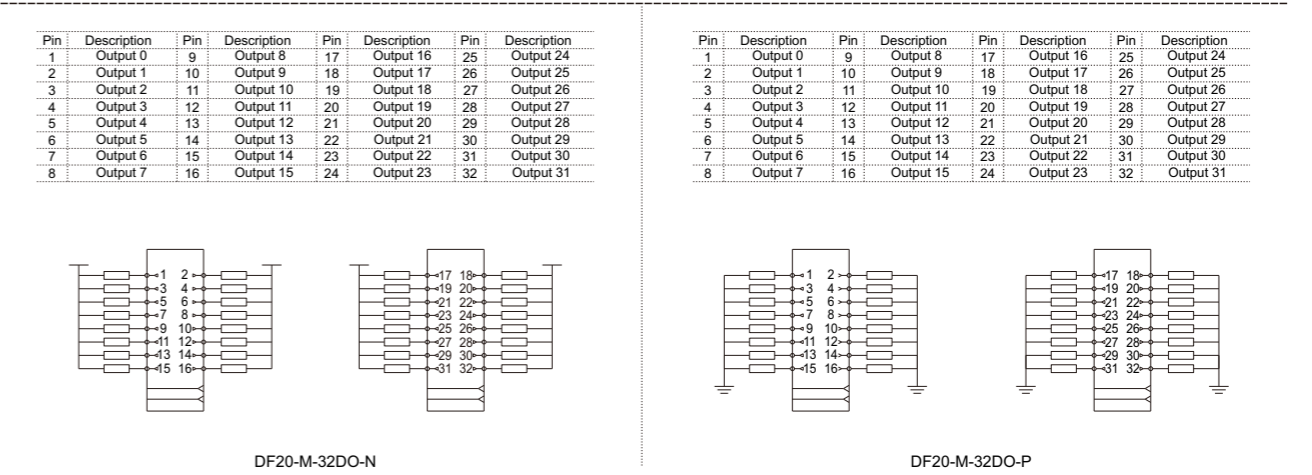 Pin Description Pin Description Pin Description Pin Description
1 Output 0 9 Output 8 17 Output 16 25 Output 24
2 Output 1 10 Output 9 18 Output 17 26 Output 25
3 Output 2 11 Output 10 19 Output 18 27 Output 26
4 Output 3 12 Output 11 20 Output 19 28 Output 27
5 Output 4 13 Output 12 21 Output 20 29 Output 28
6 Output 5 14 Output 13 22 Output 21 30 Output 29
7 Output 6 15 Output 14 23 Output 22 31 Output 30
8 Output 7 16 Output 15 24 Output 23 32 Output 31
1 2 17 18
3 4 19 20
5 6 21 22
7 8 23 24
9 10 25 26
11 12 27 28
13 14 29 30
15 16 31 32
DF20-M-32DO-N
Pin Description Pin Description Pin Description Pin Description
1 Output 0 9 Output 8 17 Output 16 25 Output 24
2 Output 1 10 Output 9 18 Output 17 26 Output 25
3 Output 2 11 Output 10 19 Output 18 27 Output 26
4 Output 3 12 Output 11 20 Output 19 28 Output 27
5 Output 4 13 Output 12 21 Output 20 29 Output 28
6 Output 5 14 Output 13 22 Output 21 30 Output 29
7 Output 6 15 Output 14 23 Output 22 31 Output 30
8 Output 7 16 Output 15 24 Output 23 32 Output 31
1 2 17 18
3 4 19 20
5 6 21 22
7 8 23 24
9 10 25 26
11 12 27 28
13 14 29 30
15 16 31 32
DF20-M-32DO-P